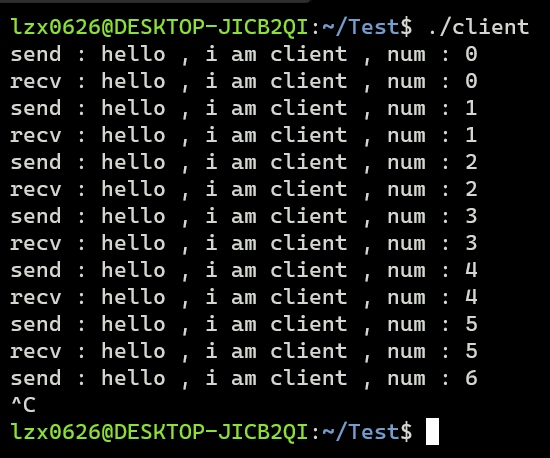 lzx0626@DESKTOP-JICB2QI:~/Test$ ./client
send : hello , i am client , num : 0
recv : hello , i am client , num : 0
send : hello , i am client , num : 1
recv : hello , i am client , num : 1
send : hello , i am client , num : 2
recv : hello , i am client , num : 2
send : hello , i am client , num : 3
recv : hello , i am client , num : 3
send : hello , i am client , num : 4
recv : hello , i am client , num : 4
send : hello , i am client , num : 5
recv : hello , i am client , num : 5
send : hello , i am client , num : 6
^C
lzx0626@DESKTOP-JICB2QI:~/Test$